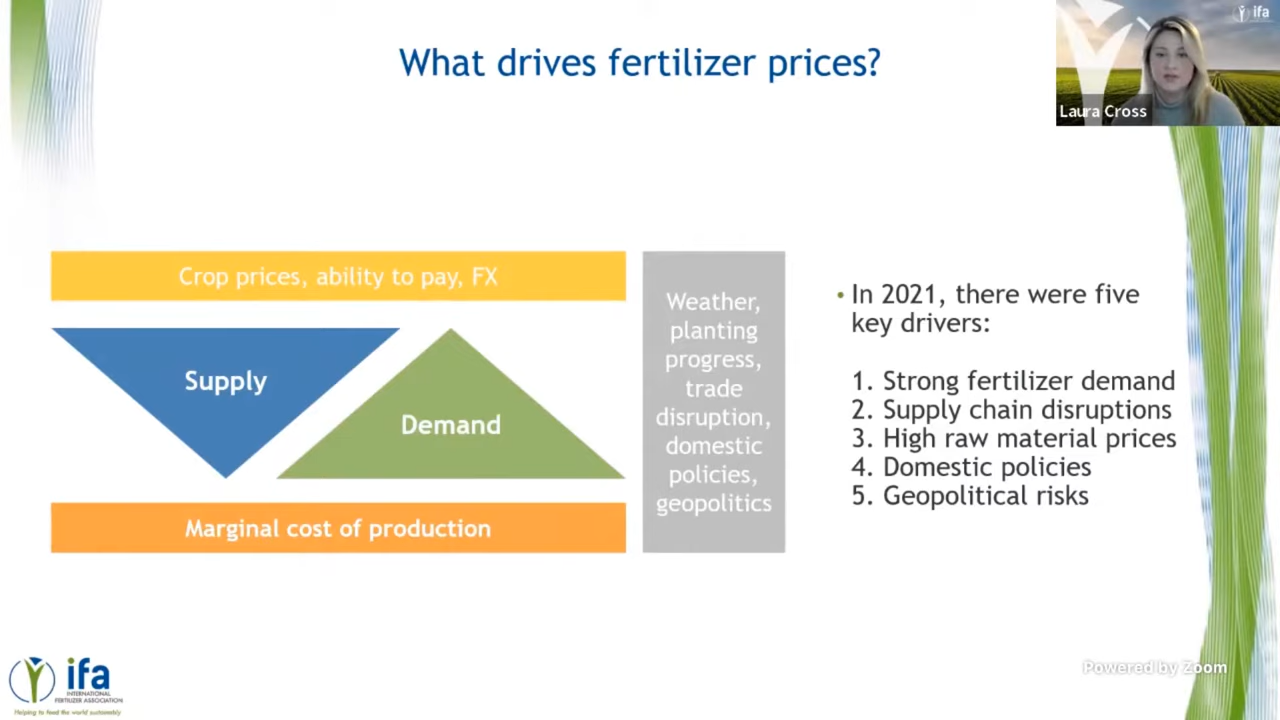 What drives fertilizer prices?
ifa
Laura Cross
Crop prices, ability to pay, FX
Supply
Demand
Marginal cost of production
Weather,
planting
progress,
trade
disruption,
domestic
policies,
geopolitics
• In 2021, there were five
key drivers:
1. Strong fertilizer demand
2. Supply chain disruptions
3. High raw material prices
4. Domestic policies
5. Geopolitical risks
ifa
INTERNATIONAL
FERTILIZER ASSOCIATION
Helping to feed the world sustainably
Powered by Zoom